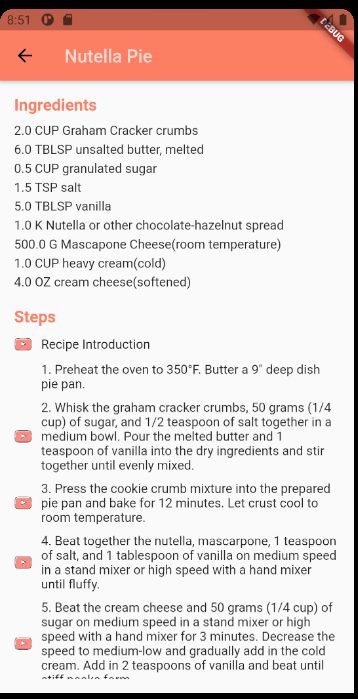 8:51
DEBUG
Nutella Pie
Ingredients
2.0 CUP Graham Cracker crumbs
6.0 TBLSP unsalted butter, melted
0.5 CUP granulated sugar
1.5 TSP salt
5.0 TBLSP vanilla
1.0 K Nutella or other chocolate-hazelnut spread
500.0 G Mascapone Cheese(room temperature)
1.0 CUP heavy cream(cold)
4.0 OZ cream cheese(softened)
Steps
Recipe Introduction
1. Preheat the oven to 350°F. Butter a 9" deep dish
pie pan.
2. Whisk the graham cracker crumbs, 50 grams (1/4
cup) of sugar, and 1/2 teaspoon of salt together in a
medium bowl. Pour the melted butter and 1
teaspoon of vanilla into the dry ingredients and stir
together until evenly mixed.
3. Press the cookie crumb mixture into the prepared
pie pan and bake for 12 minutes. Let crust cool to
room temperature.
4. Beat together the nutella, mascarpone, 1 teaspoon
of salt, and 1 tablespoon of vanilla on medium speed
in a stand mixer or high speed with a hand mixer
until fluffy.
5. Beat the cream cheese and 50 grams (1/4 cup) of
sugar on medium speed in a stand mixer or high
speed with a hand mixer for 3 minutes. Decrease the
speed to medium-low and gradually add in the cold
cream. Add in 2 teaspoons of vanilla and beat until
stiff peaks form.